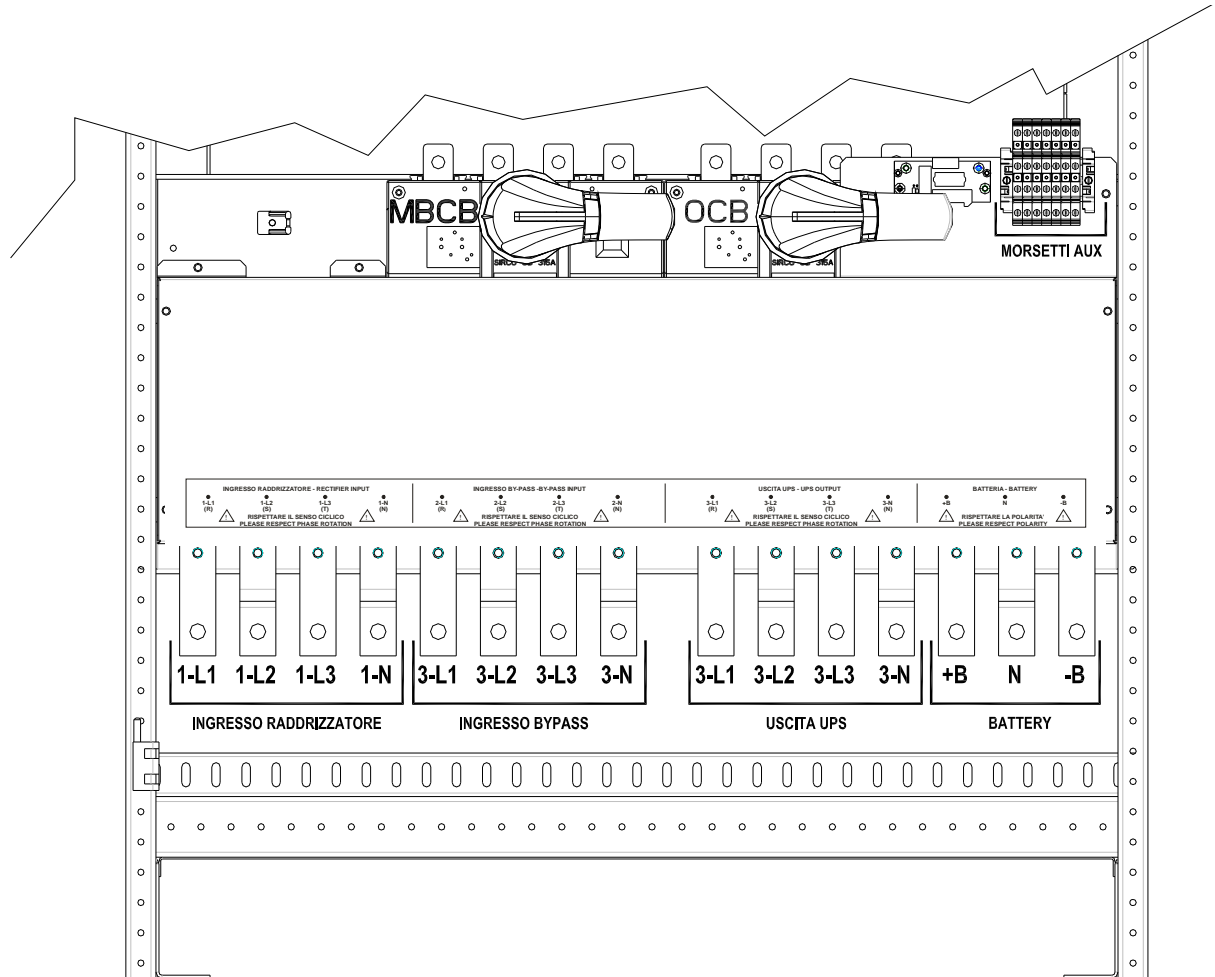 MBCB
OCB
SIRCO
315A
SIRCO
315A
MORSETTI AUX
INGRESSO RADDRIZZATORE - RECTIFIER INPUT
1-L1 1-L2 1-L3 1-N
(R) (S) (T) (N)
RISPETTARE IL SENSO CICLICO
PLEASE RESPECT PHASE ROTATION
INGRESSO BY-PASS -BY-PASS INPUT
2-L1 2-L2 2-L3 2-N
(R) (S) (T) (N)
RISPETTARE IL SENSO CICLICO
PLEASE RESPECT PHASE ROTATION
USCITA UPS - UPS OUTPUT
3-L1 3-L2 3-L3 3-N
(R) (S) (T) (N)
RISPETTARE IL SENSO CICLICO
PLEASE RESPECT PHASE ROTATION
BATTERIA - BATTERY
+B N -B
RISPETTARE LA POLARITA'
PLEASE RESPECT POLARITY
1-L1 1-L2 1-L3 1-N
INGRESSO RADDRIZZATORE
3-L1 3-L2 3-L3 3-N
INGRESSO BYPASS
3-L1 3-L2 3-L3 3-N
USCITA UPS
+B N -B
BATTERY